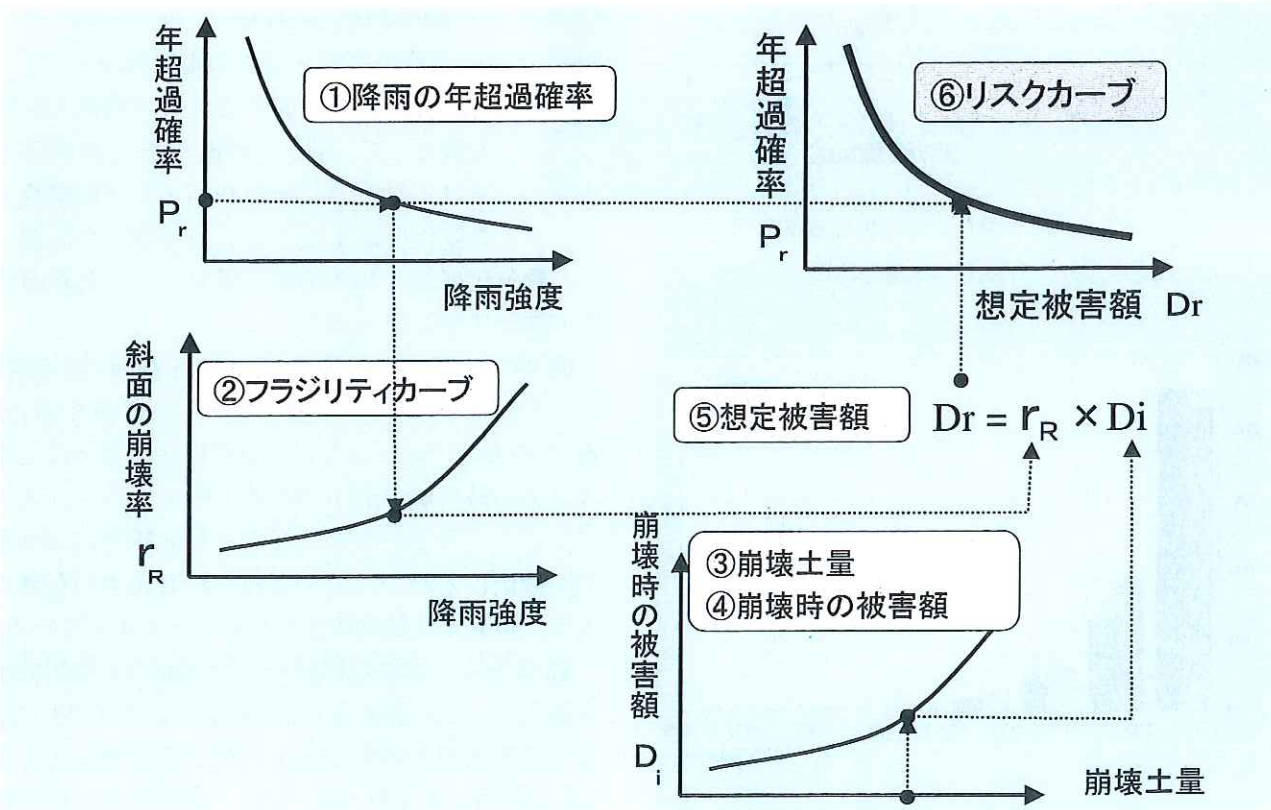 年超過確率
Pr
①降雨の年超過確率
降雨強度
年超過確率
Pr
⑥リスクカーブ
想定被害額 Dr
斜面の崩壊率
rR
②フラジリティカーブ
降雨強度
⑤想定被害額
Dr = rR × Di
崩壊時の被害額
Di
③崩壊土量
④崩壊時の被害額
崩壊土量